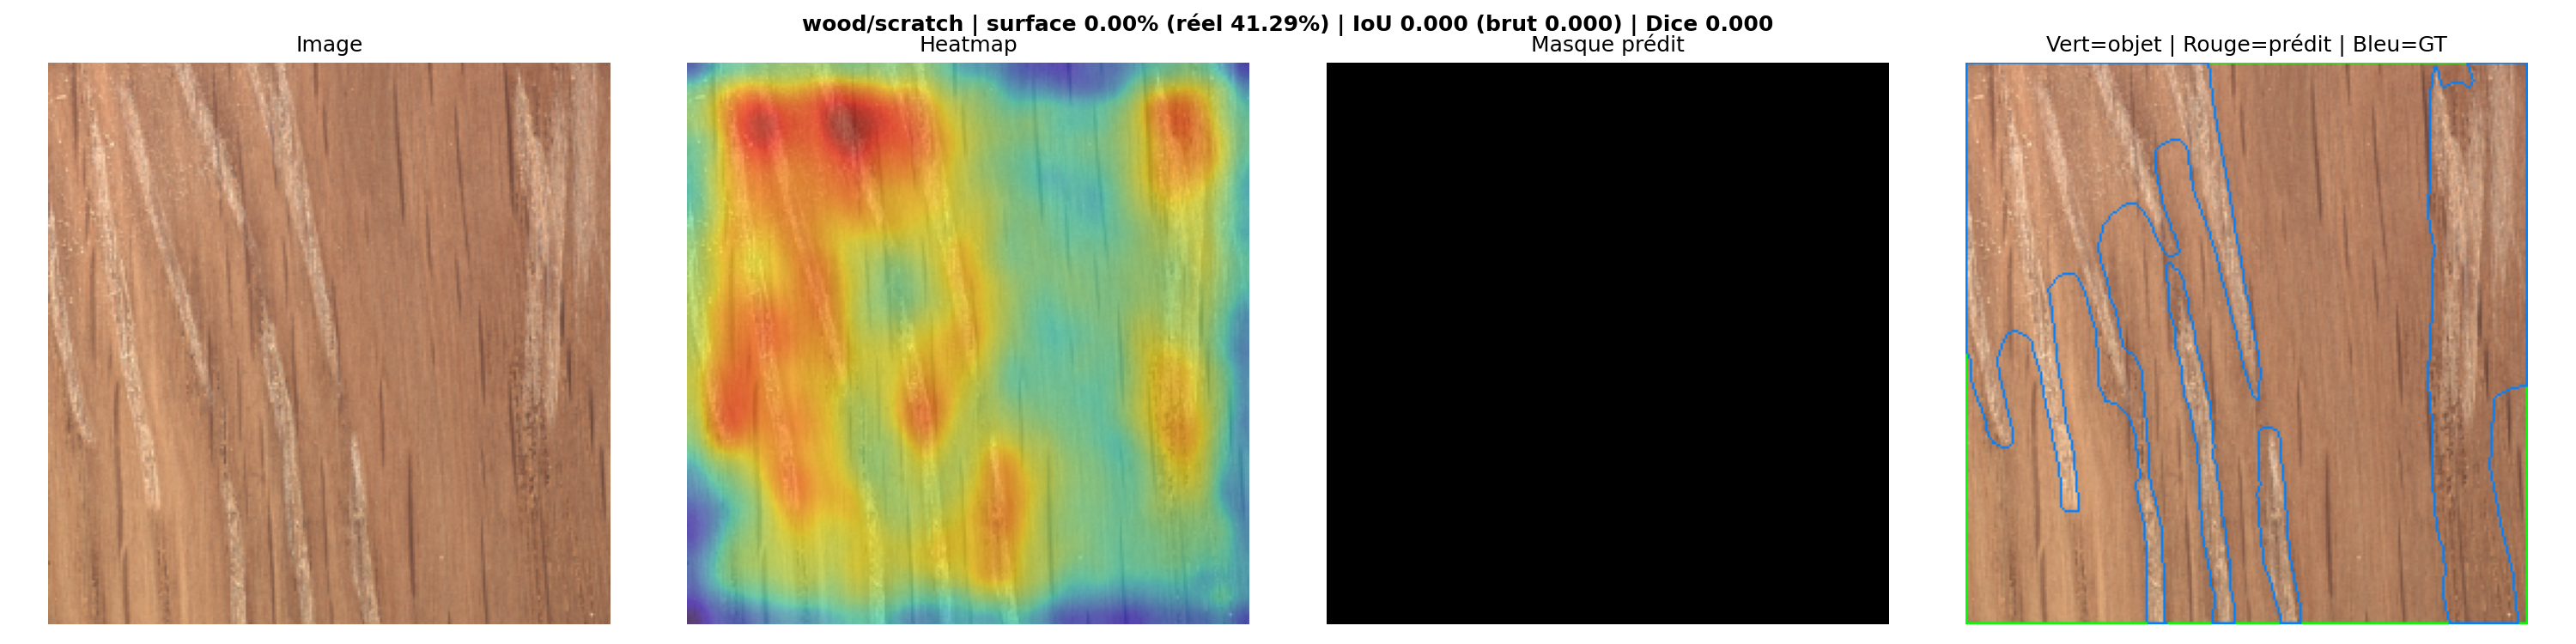 wood/scratch | surface 0.00% (réel 41.29%) | IoU 0.000 (brut 0.000) | Dice 0.000
Image
Heatmap
Masque prédit
Vert=objet | Rouge=prédit | Bleu=GT